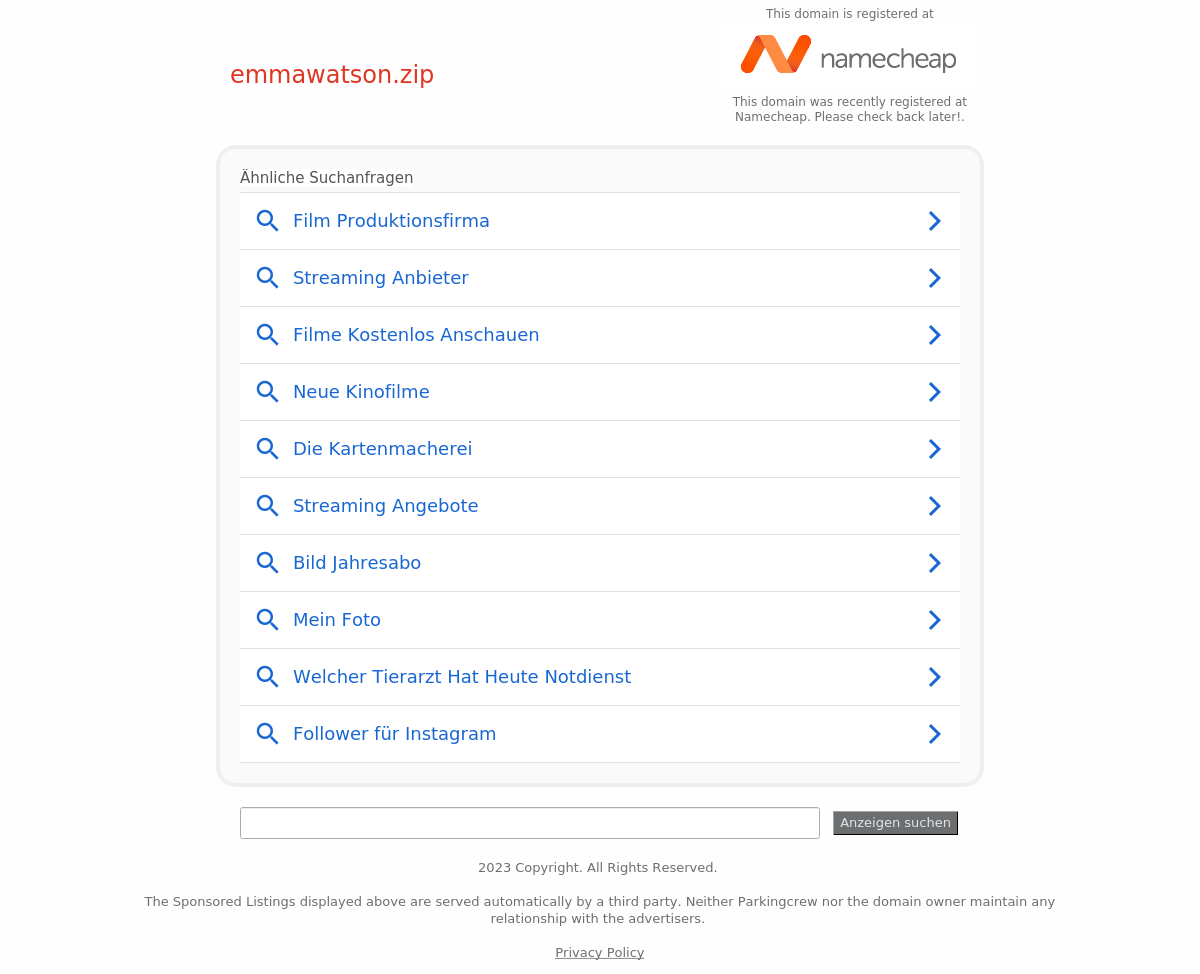 This domain is registered at
namecheap
emmawatson.zip
This domain was recently registered at
Namecheap. Please check back later!.
Ähnliche Suchanfragen
Film Produktionsfirma
Streaming Anbieter
Filme Kostenlos Anschauen
Neue Kinofilme
Die Kartenmacherei
Streaming Angebote
Bild Jahresabo
Mein Foto
Welcher Tierarzt Hat Heute Notdienst
Follower für Instagram
Anzeigen suchen
2023 Copyright. All Rights Reserved.
The Sponsored Listings displayed above are served automatically by a third party. Neither Parkingcrew nor the domain owner maintain any
relationship with the advertisers.
Privacy Policy